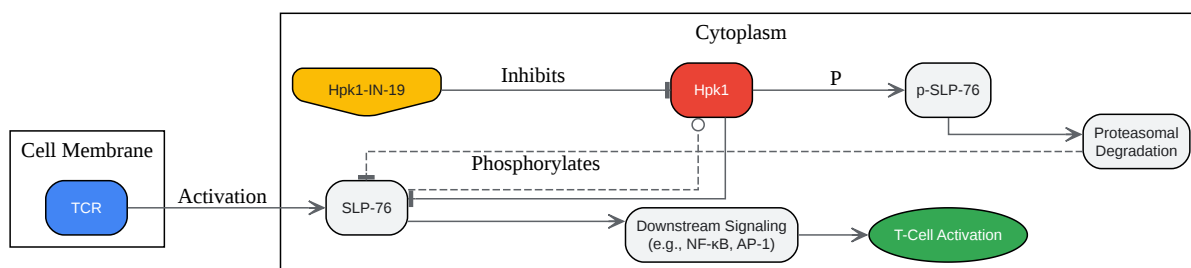 Cytoplasm
Inhibits
P
Hpk1-IN-19
Hpk1
p-SLP-76
Cell Membrane
Phosphorylates
Proteasomal
Degradation
TCR
Activation
SLP-76
Downstream Signaling
(e.g., NF-κB, AP-1)
T-Cell Activation